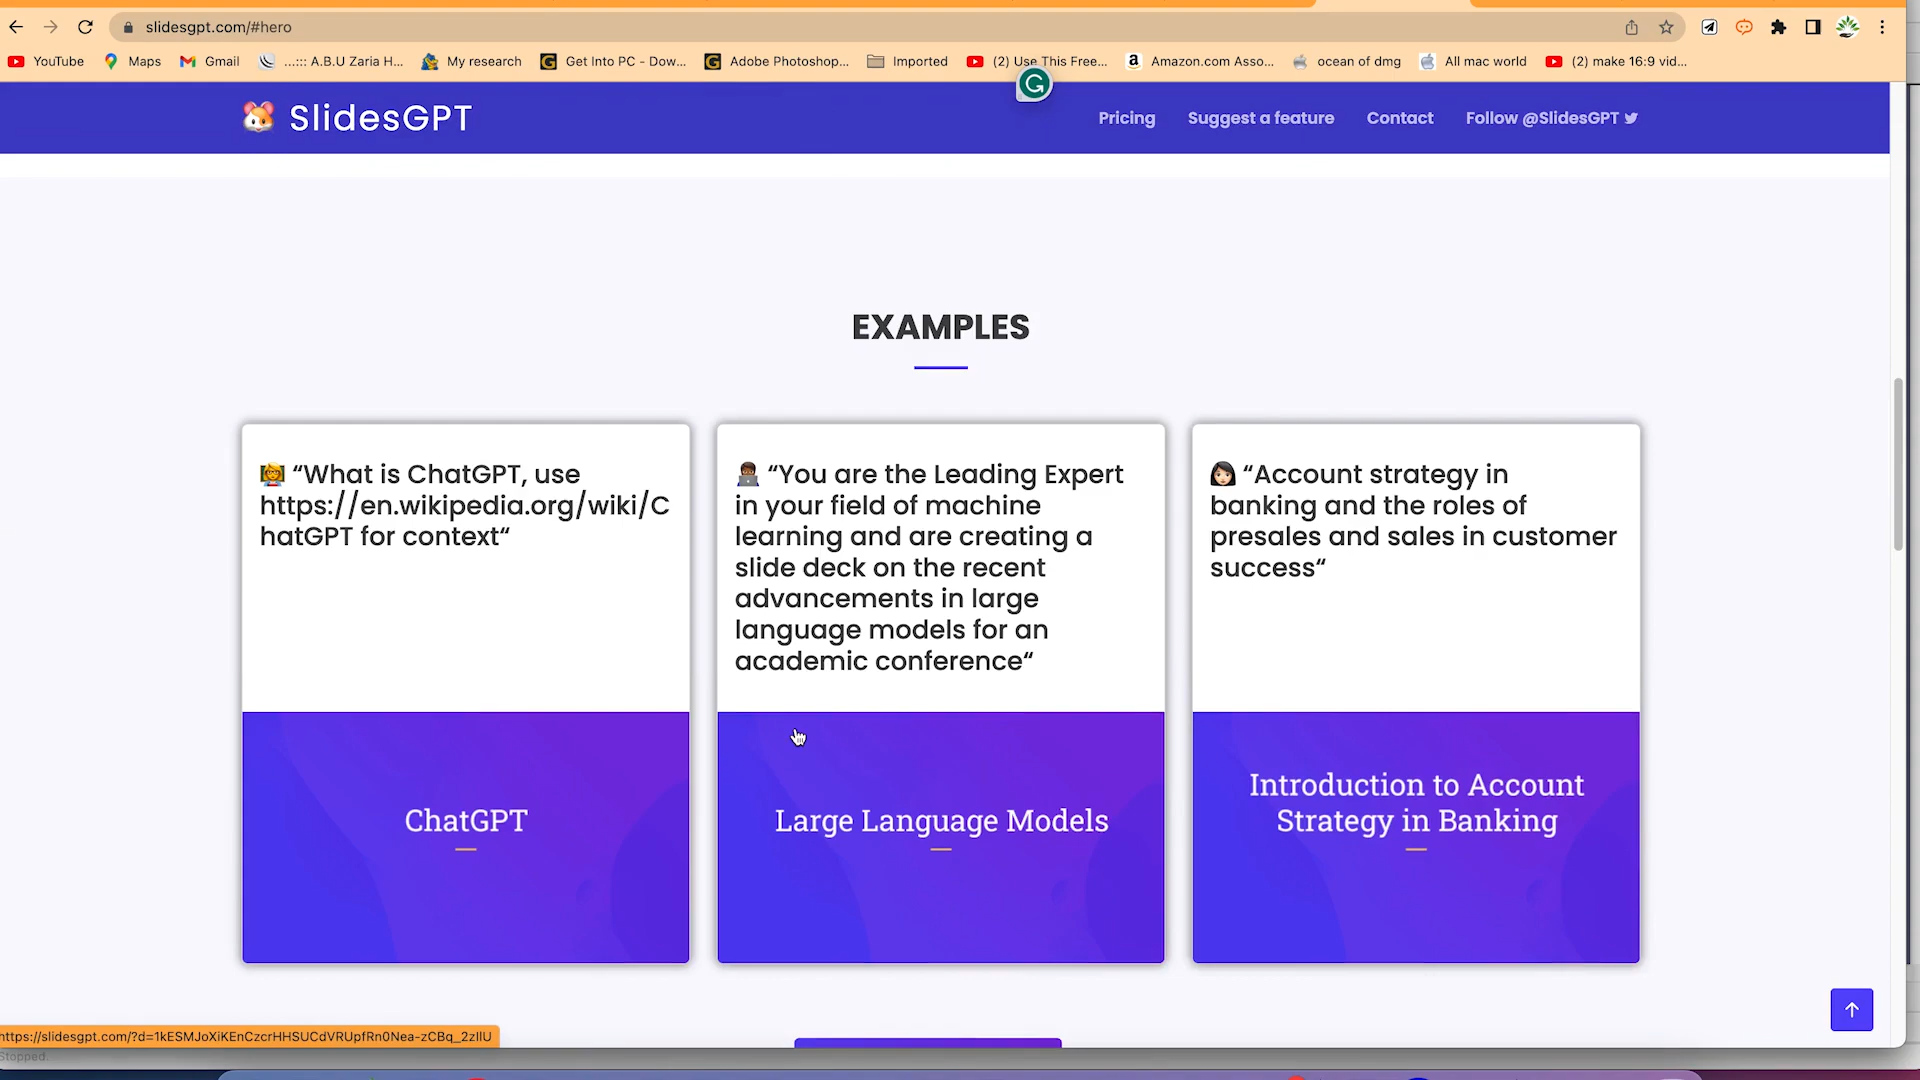 slidesgpt.com/#hero
YouTube Maps Gmail ...::: A.B.U Zaria H... My research Get Into PC - Dow... Adobe Photoshop... Imported (2) Use This Free... Amazon.com Asso... ocean of dmg All mac world (2) make 16:9 vid...
SlidesGPT Pricing Suggest a feature Contact Follow @SlidesGPT
EXAMPLES
“What is ChatGPT, use
https://en.wikipedia.org/wiki/C
hatGPT for context“
“You are the Leading Expert
in your field of machine
learning and are creating a
slide deck on the recent
advancements in large
language models for an
academic conference“
“Account strategy in
banking and the roles of
presales and sales in customer
success“
ChatGPT
Large Language Models
Introduction to Account
Strategy in Banking
Stopped